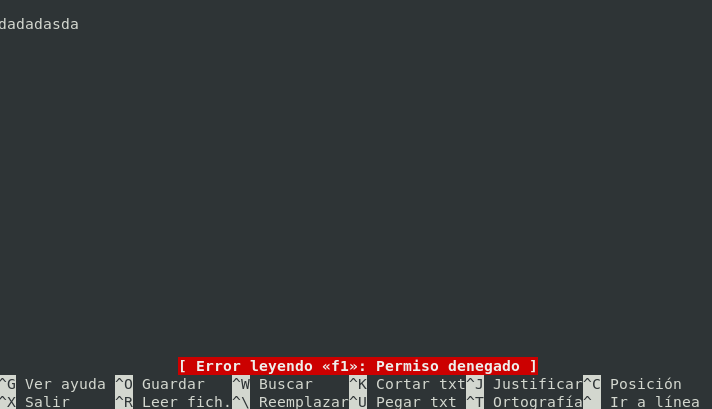 dadadadasda
[ Error leyendo «f1»: Permiso denegado ]
^G Ver ayuda ^O Guardar ^W Buscar ^K Cortar txt ^J Justificar ^C Posición
^X Salir ^R Leer fich. ^\ Reemplazar ^U Pegar txt ^T Ortografía ^ Ir a línea